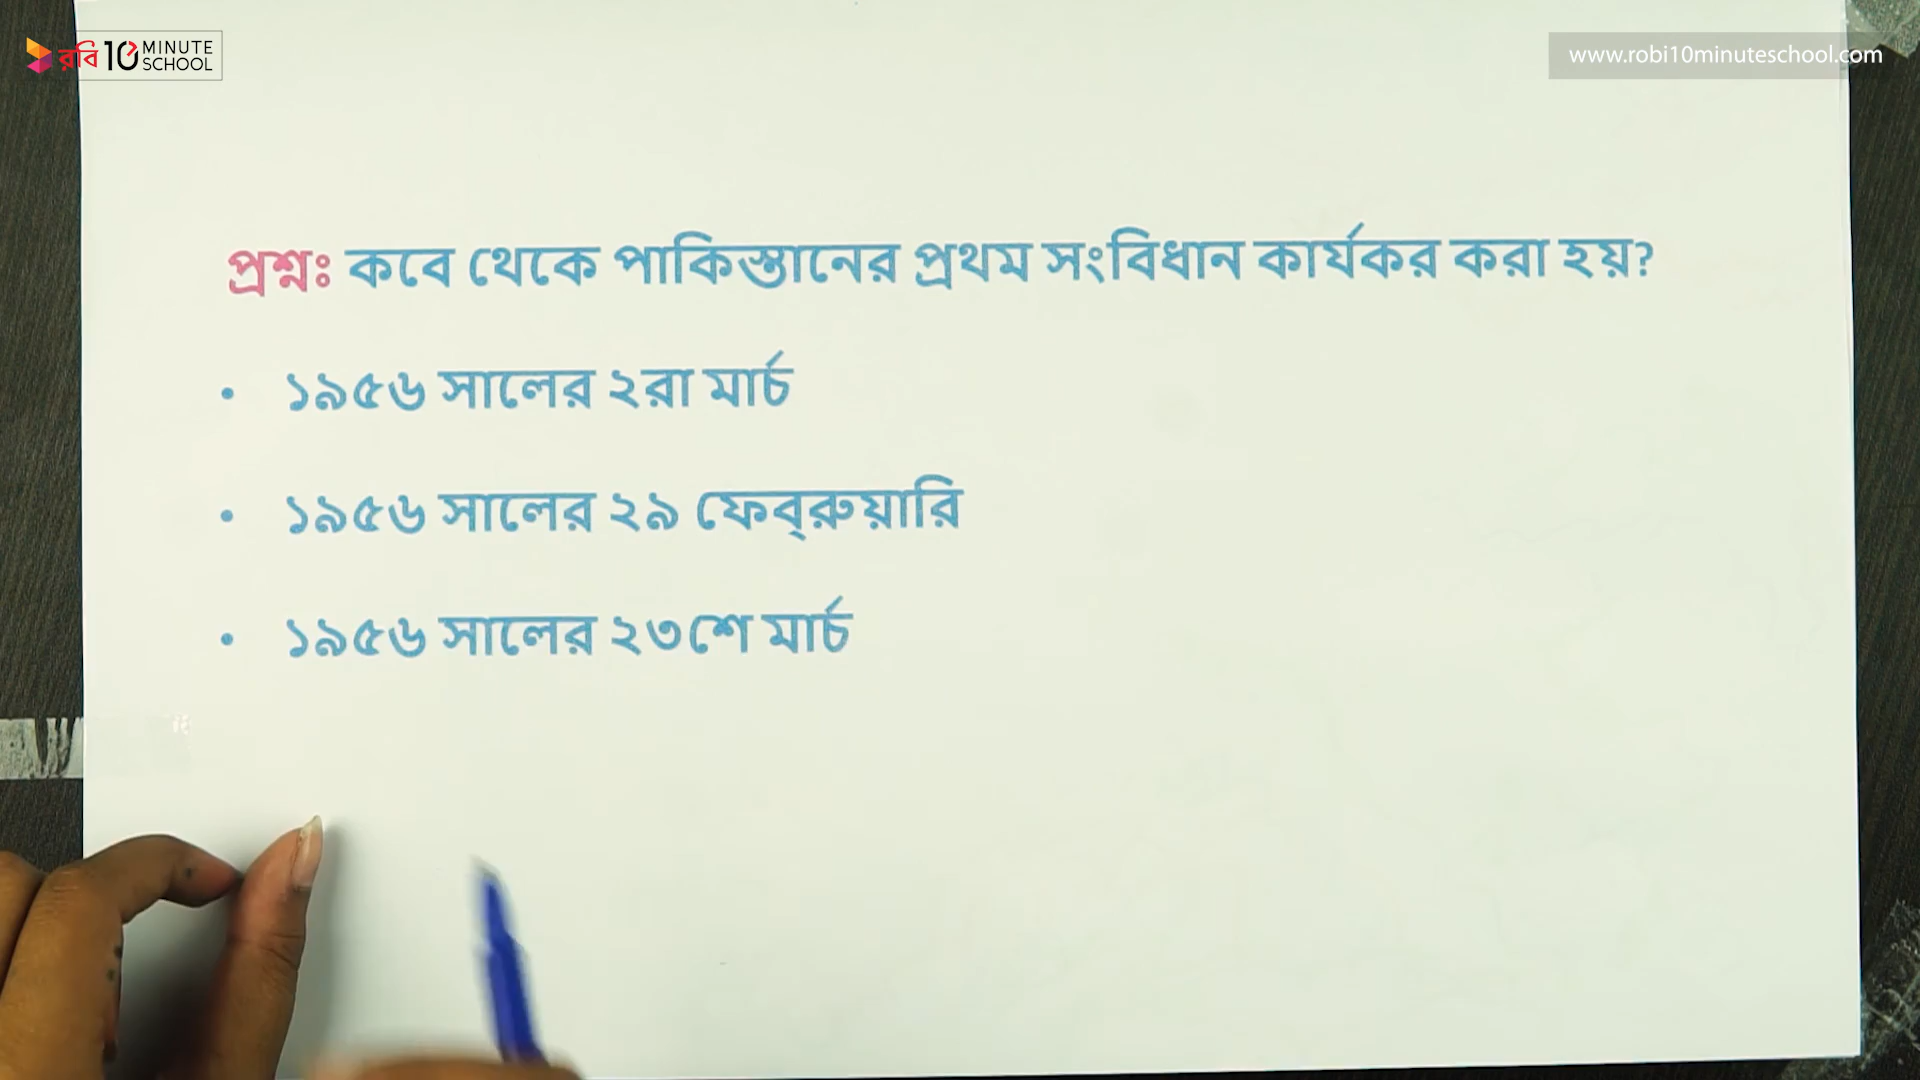 রবি 10 MINUTE SCHOOL
www.robi10minuteschool.com
প্রশ্নঃ কবে থেকে পাকিস্তানের প্রথম সংবিধান কার্যকর করা হয়?
• ১৯৫৬ সালের ২রা মার্চ
• ১৯৫৬ সালের ২৯ ফেব্‌রুয়ারি
• ১৯৫৬ সালের ২৩শে মার্চ